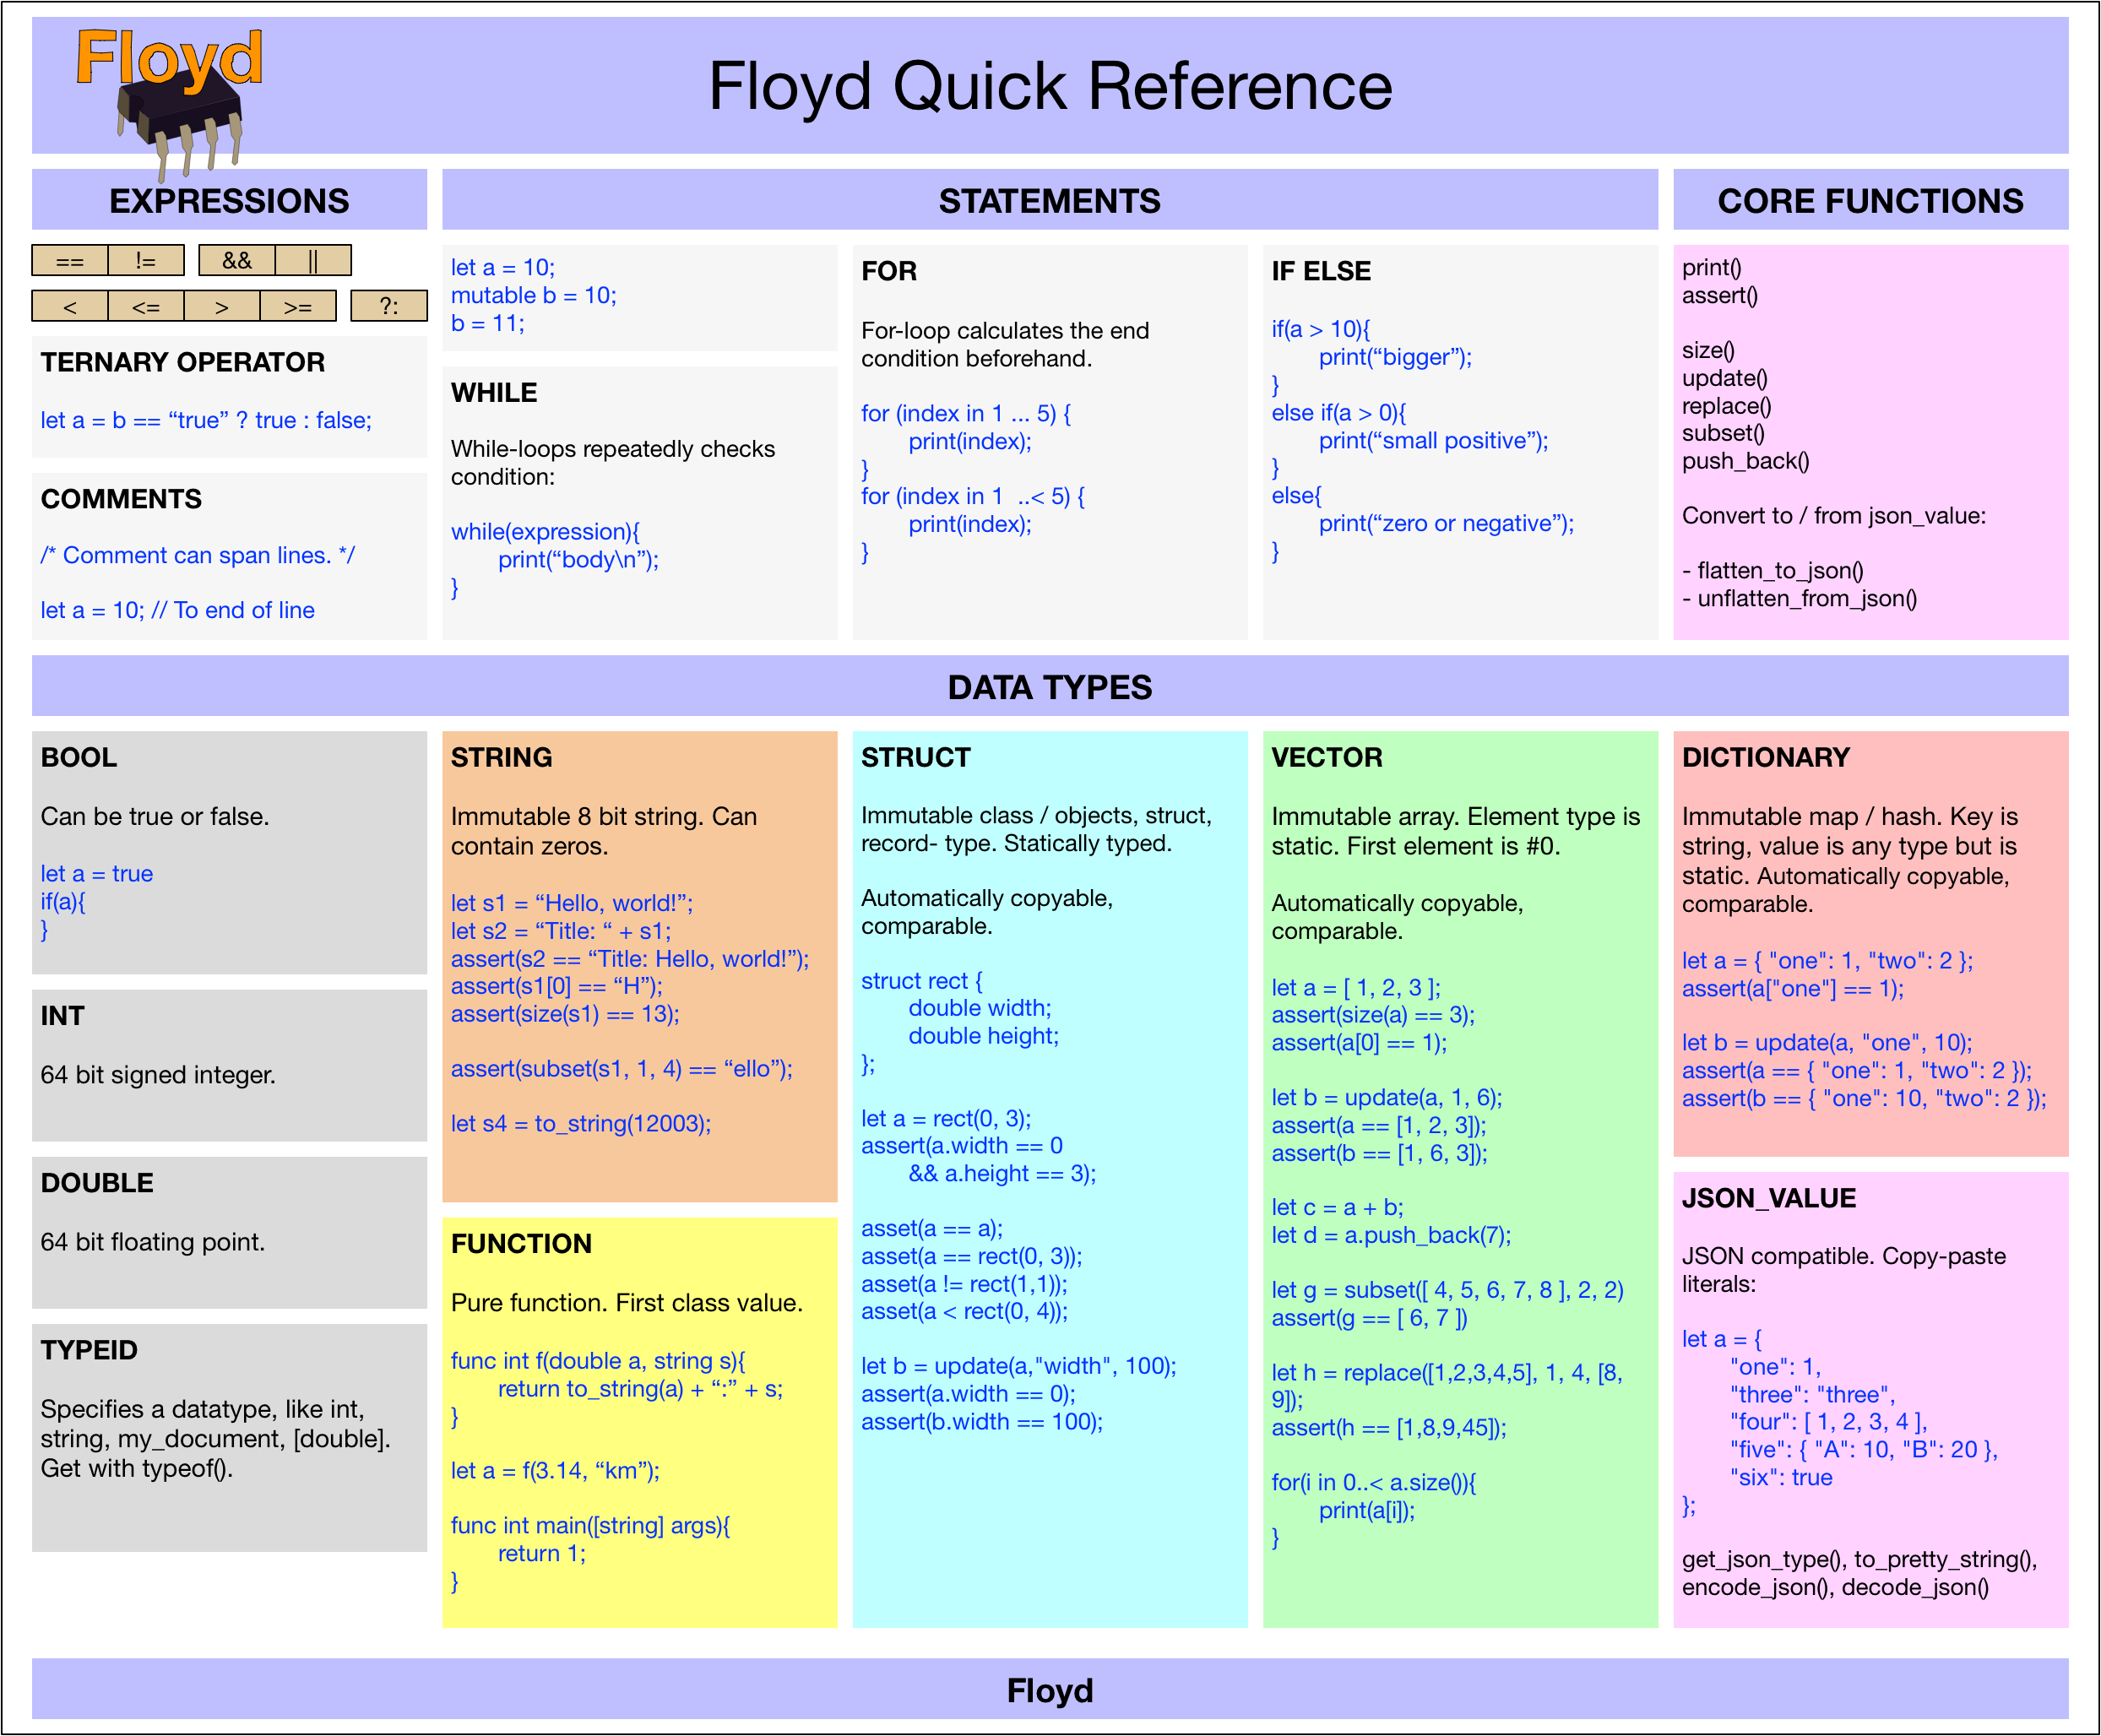 Floyd
Floyd Quick Reference
EXPRESSIONS
== != && ||
< <= > >= ?:
TERNARY OPERATOR
let a = b == “true” ? true : false;
COMMENTS
/* Comment can span lines. */
let a = 10; // To end of line
STATEMENTS
let a = 10;
mutable b = 10;
b = 11;
WHILE
While-loops repeatedly checks
condition:
while(expression){
print(“body\n”);
}
FOR
For-loop calculates the end
condition beforehand.
for (index in 1 ... 5) {
print(index);
}
for (index in 1  ..< 5) {
print(index);
}
IF ELSE
if(a > 10){
print(“bigger”);
}
else if(a > 0){
print(“small positive”);
}
else{
print(“zero or negative”);
}
CORE FUNCTIONS
print()
assert()
size()
update()
replace()
subset()
push_back()
Convert to / from json_value:
- flatten_to_json()
- unflatten_from_json()
DATA TYPES
BOOL
Can be true or false.
let a = true
if(a){
}
INT
64 bit signed integer.
DOUBLE
64 bit floating point.
TYPEID
Specifies a datatype, like int,
string, my_document, [double].
Get with typeof().
STRING
Immutable 8 bit string. Can
contain zeros.
let s1 = “Hello, world!”;
let s2 = “Title: “ + s1;
assert(s2 == “Title: Hello, world!”);
assert(s1[0] == “H”);
assert(size(s1) == 13);
assert(subset(s1, 1, 4) == “ello”);
let s4 = to_string(12003);
FUNCTION
Pure function. First class value.
func int f(double a, string s){
return to_string(a) + “:” + s;
}
let a = f(3.14, “km”);
func int main([string] args){
return 1;
}
STRUCT
Immutable class / objects, struct,
record- type. Statically typed.
Automatically copyable,
comparable.
struct rect {
double width;
double height;
};
let a = rect(0, 3);
assert(a.width == 0
&& a.height == 3);
asset(a == a);
asset(a == rect(0, 3));
asset(a != rect(1,1));
asset(a < rect(0, 4));
let b = update(a,"width", 100);
assert(a.width == 0);
assert(b.width == 100);
VECTOR
Immutable array. Element type is
static. First element is #0.
Automatically copyable,
comparable.
let a = [ 1, 2, 3 ];
assert(size(a) == 3);
assert(a[0] == 1);
let b = update(a, 1, 6);
assert(a == [1, 2, 3]);
assert(b == [1, 6, 3]);
let c = a + b;
let d = a.push_back(7);
let g = subset([ 4, 5, 6, 7, 8 ], 2, 2)
assert(g == [ 6, 7 ])
let h = replace([1,2,3,4,5], 1, 4, [8,
9]);
assert(h == [1,8,9,45]);
for(i in 0..< a.size()){
print(a[i]);
}
DICTIONARY
Immutable map / hash. Key is
string, value is any type but is
static. Automatically copyable,
comparable.
let a = { "one": 1, "two": 2 };
assert(a["one"] == 1);
let b = update(a, "one", 10);
assert(a == { "one": 1, "two": 2 });
assert(b == { "one": 10, "two": 2 });
JSON_VALUE
JSON compatible. Copy-paste
literals:
let a = {
"one": 1,
"three": "three",
"four": [ 1, 2, 3, 4 ],
"five": { "A": 10, "B": 20 },
"six": true
};
get_json_type(), to_pretty_string(),
encode_json(), decode_json()
Floyd